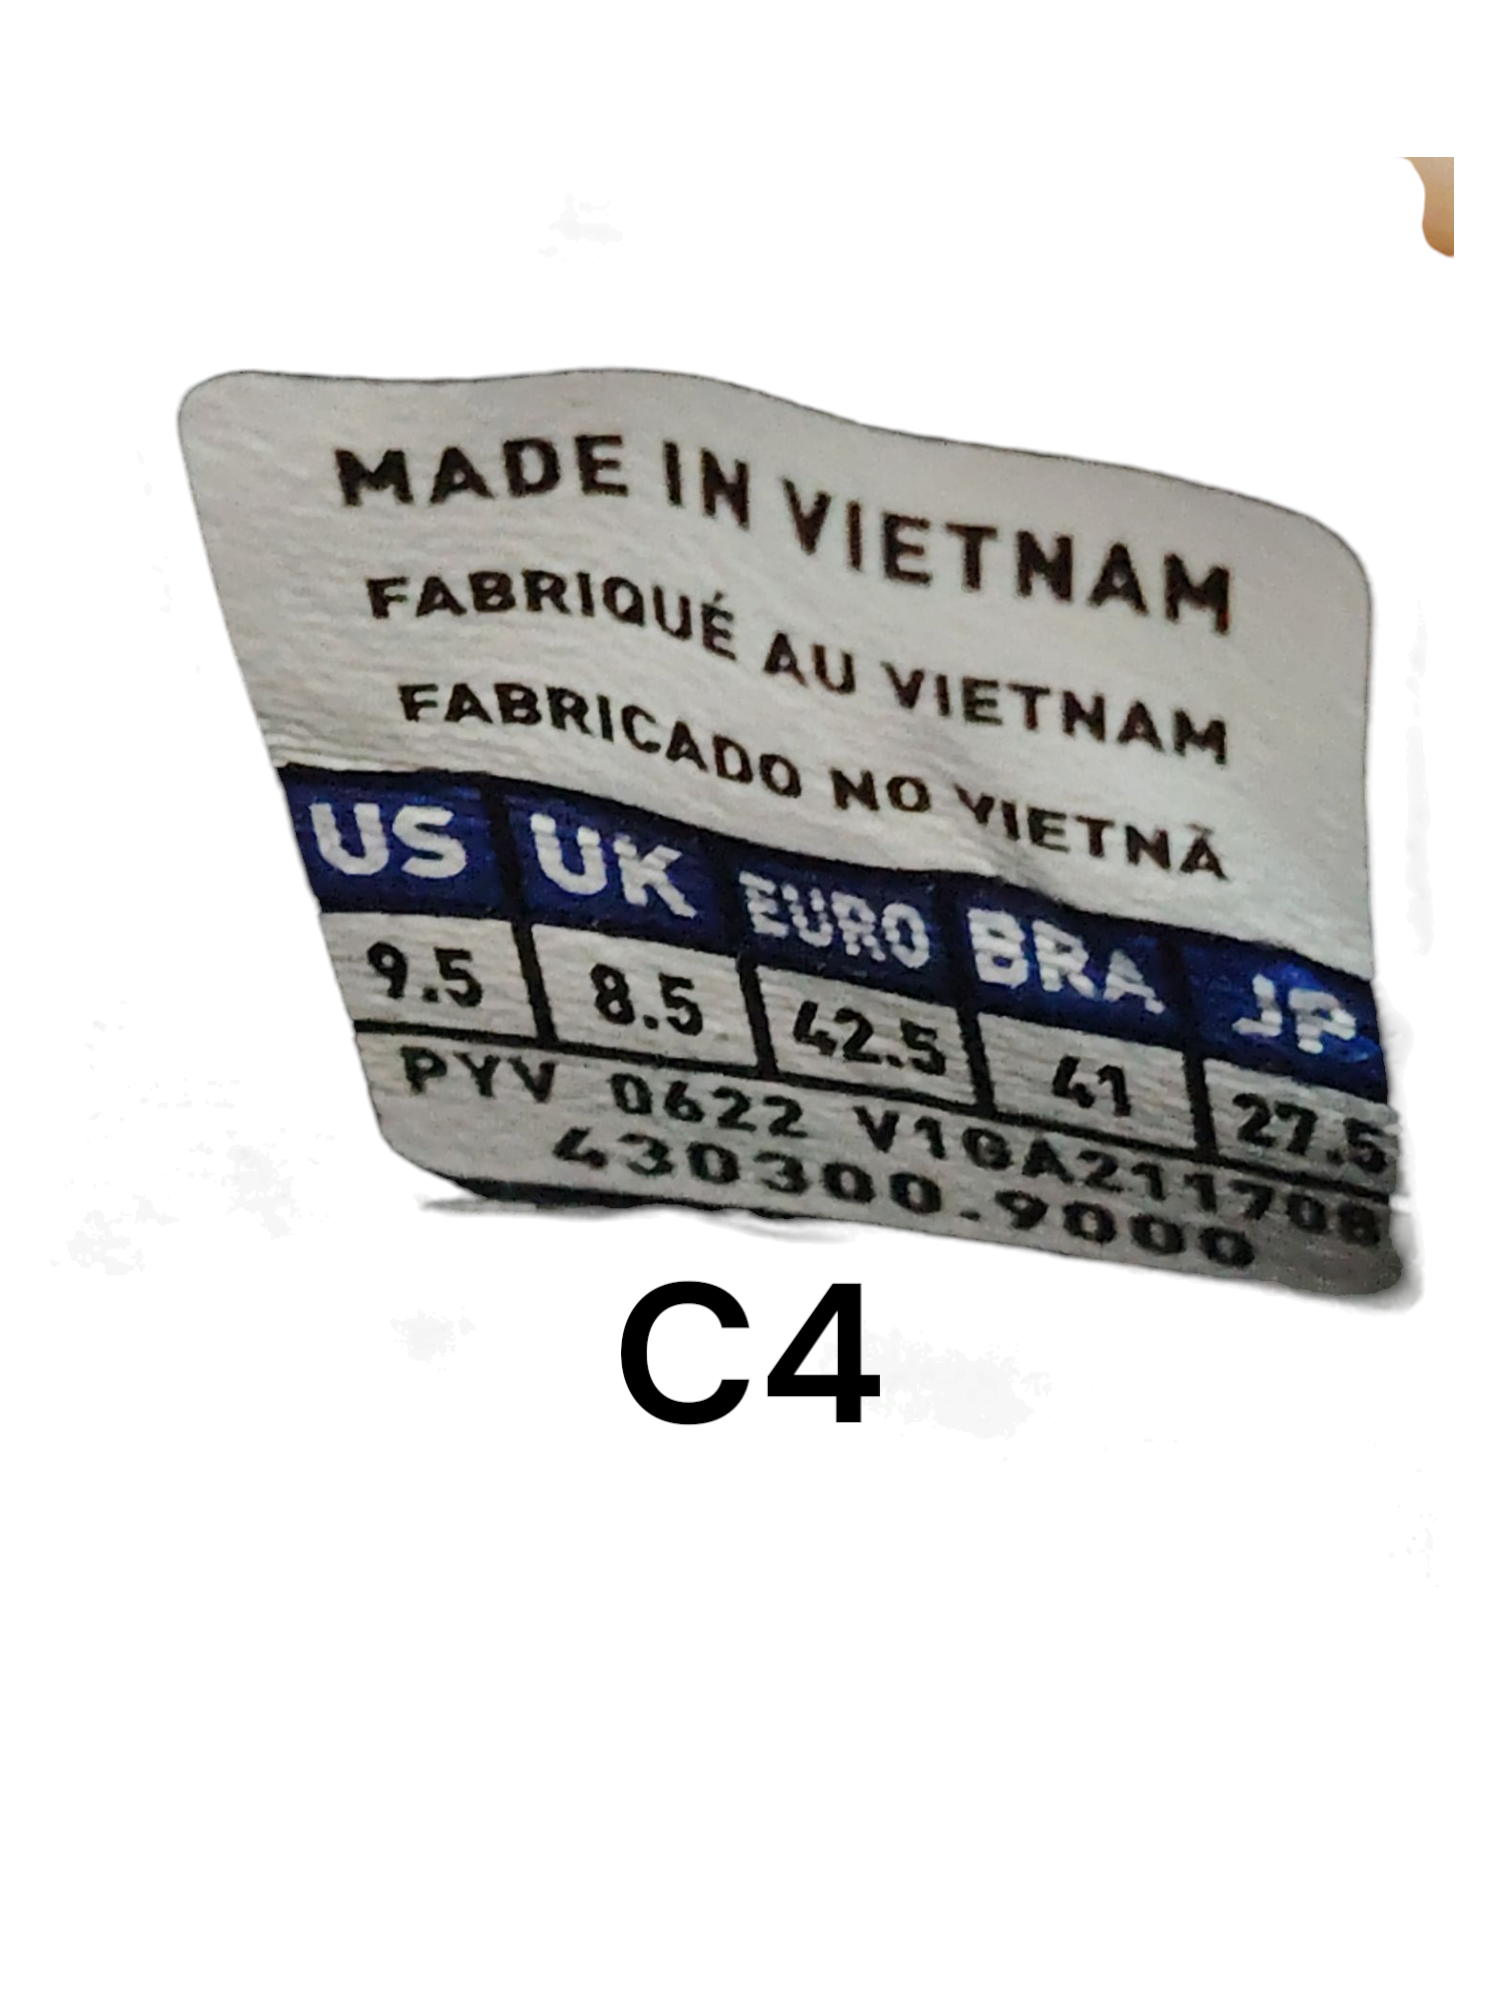 MADE IN VIETNAM
FABRIQUÉ AU VIETNAM
FABRICADO NO VIETNÃ
US UK EURO BRA JP
9.5 8.5 42.5 41 27.5
PYV 0622
430300.9000
C4